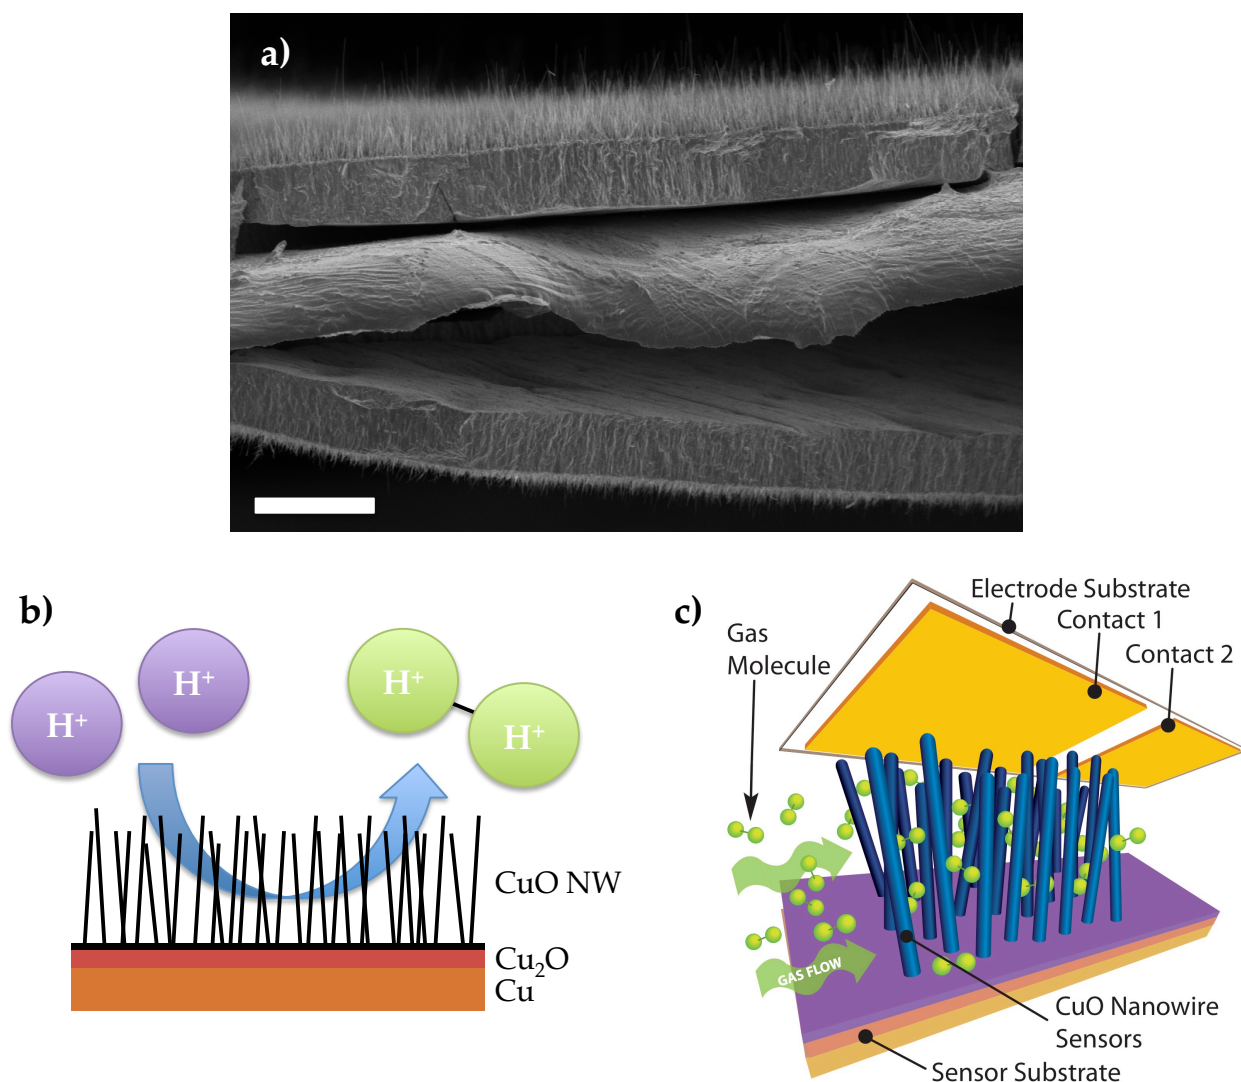 a)
b)
H⁺
H⁺
H⁺
H⁺
CuO NW
Cu₂O
Cu
c)
Electrode Substrate
Contact 1
Contact 2
Gas
Molecule
GAS FLOW
CuO Nanowire
Sensors
Sensor Substrate